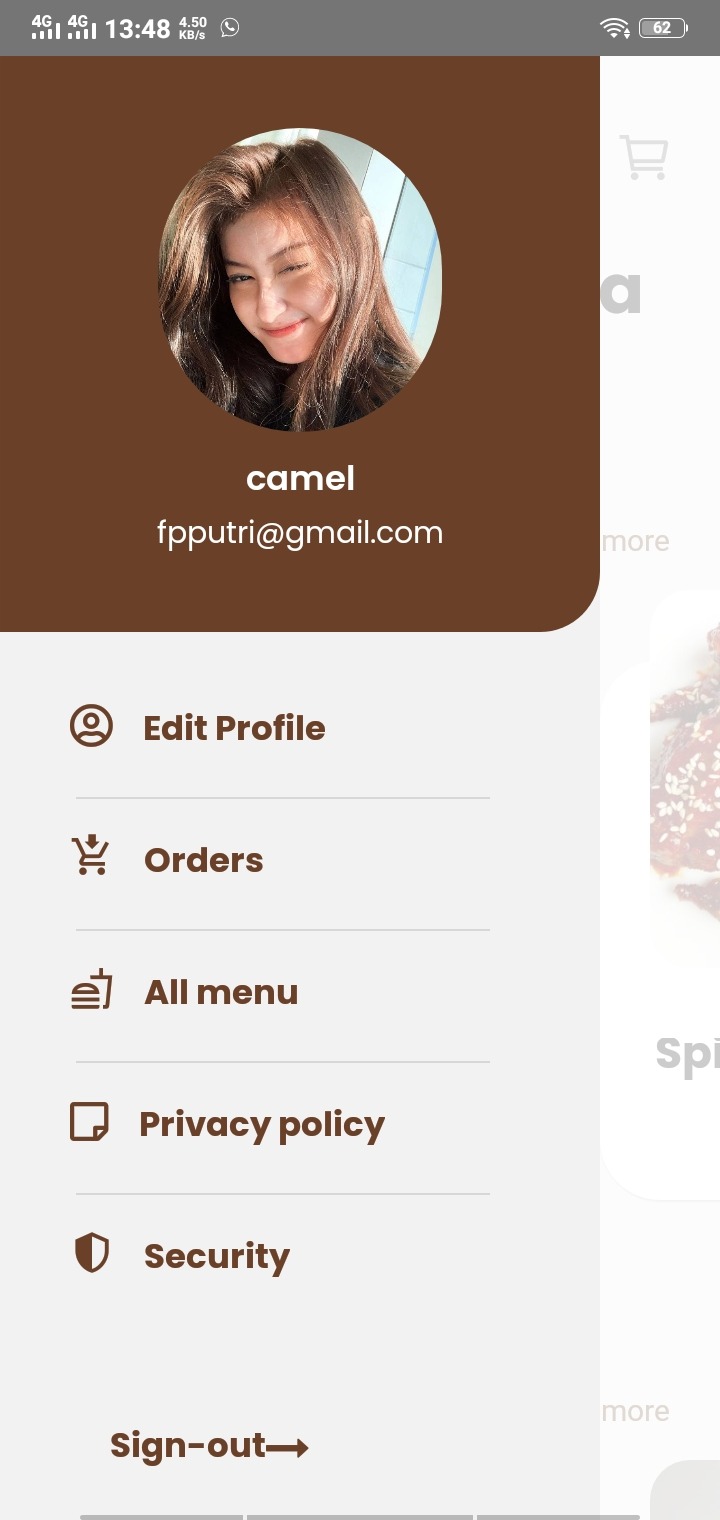 4G 4G 13:48 4.50 KB/s 62
a
camel
fpputri@gmail.com
more
Edit Profile
Orders
All menu
Spi
Privacy policy
Security
more
Sign-out